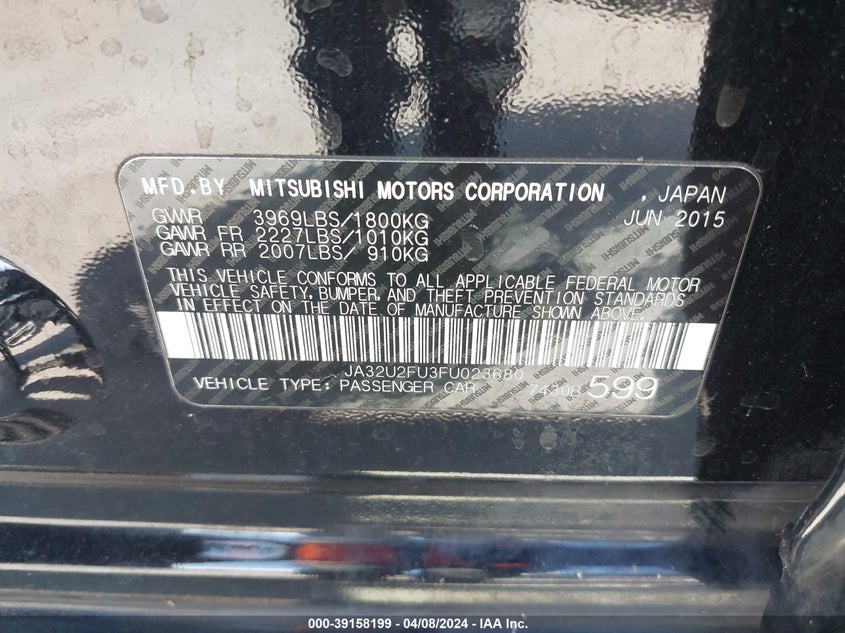 MFD.BY MITSUBISHI MOTORS CORPORATION , JAPAN
GVWR 3969LBS/1800KG JUN 2015
GAWR FR 2227LBS/1010KG
GAWR RR 2007LBS/ 910KG
THIS VEHICLE CONFORMS TO ALL APPLICABLE FEDERAL MOTOR
VEHICLE SAFETY,BUMPER,AND THEFT PREVENTION STANDARDS
IN EFFECT ON THE DATE OF MANUFACTURE SHOWN ABOVE.
JA32U2FU3FU023680
VEHICLE TYPE: PASSENGER CAR 7430B 599
000-39158199 - 04/08/2024 - IAA Inc.